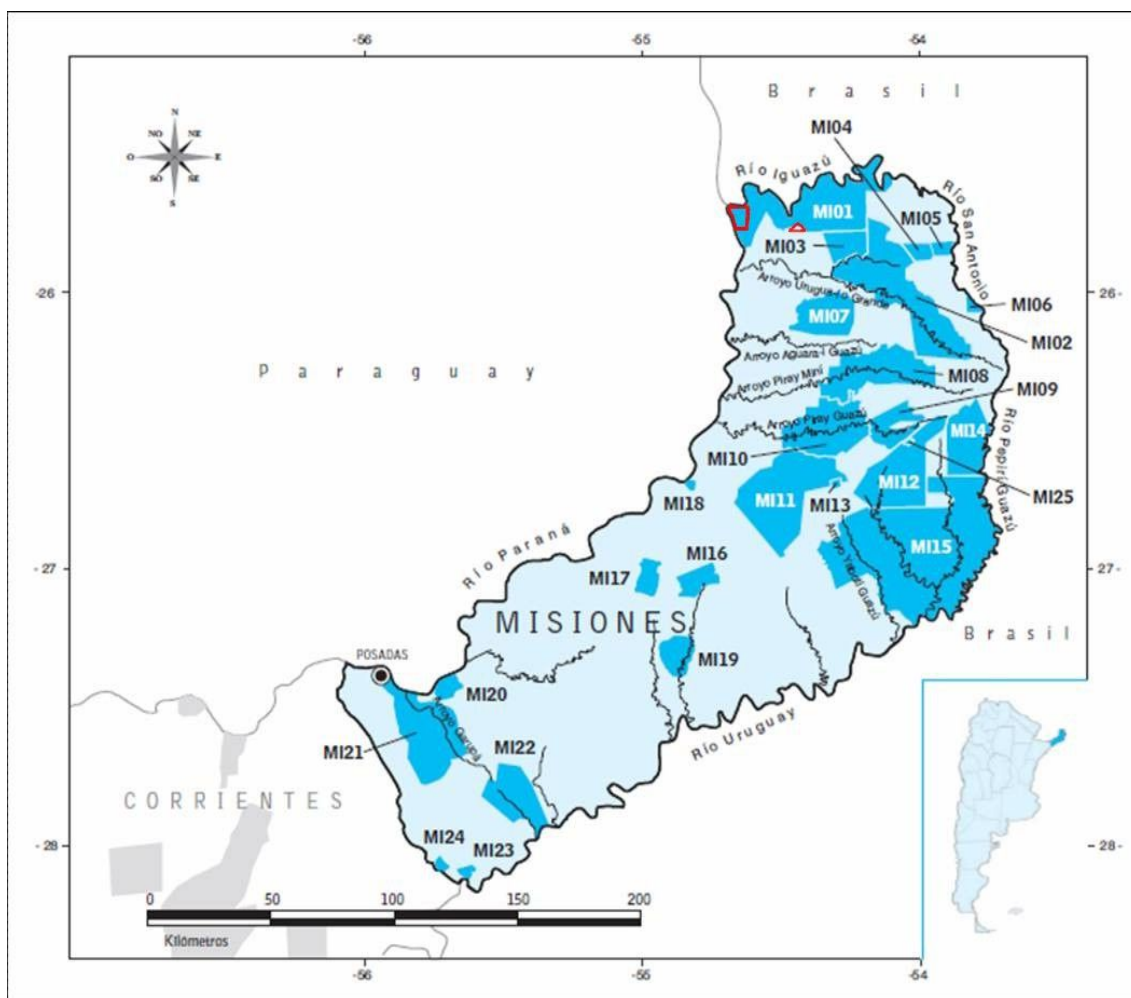 -56
-55
-54
B r a s i l
N
NO
NE
O
E
SO
SE
S
MI04
Río Iguazú
Río San Antonio
MI01
MI05
MI03
-26
-26
Arroyo Urugua-í o Grande
MI06
MI07
MI02
P a r a g u a y
Arroyo Aguara-í Guazú
MI08
Arroyo Piray Miní
MI09
Arroyo Piray Guazú
MI14
Río Pepirí Guazú
MI10
MI12
MI25
MI18
MI11
MI13
MI15
Río Paraná
MI16
MI17
Arroyo Yabotí Guazú
-27
-27
MISIONES
B r a s i l
POSADAS
MI19
MI20
Arroyo Garupá
Río Uruguay
MI21
MI22
CORRIENTES
MI24
MI23
-28
-28
0
50
100
150
200
Kilómetros
-56
-55
-54